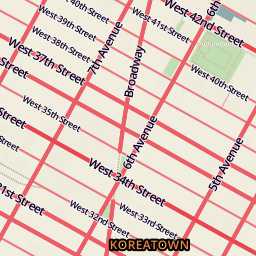 40th Street
West 41st Street
West 42nd Street
6th
West 39th Street
West 38th Street
West 37th Street
7th Avenue
Broadway
West 40th Street
Street
West 35th Street
Street
Street
6th Avenue
West 34th Street
5th Avenue
31st Street
West 32nd Street
West 33rd Street
KOREATOWN